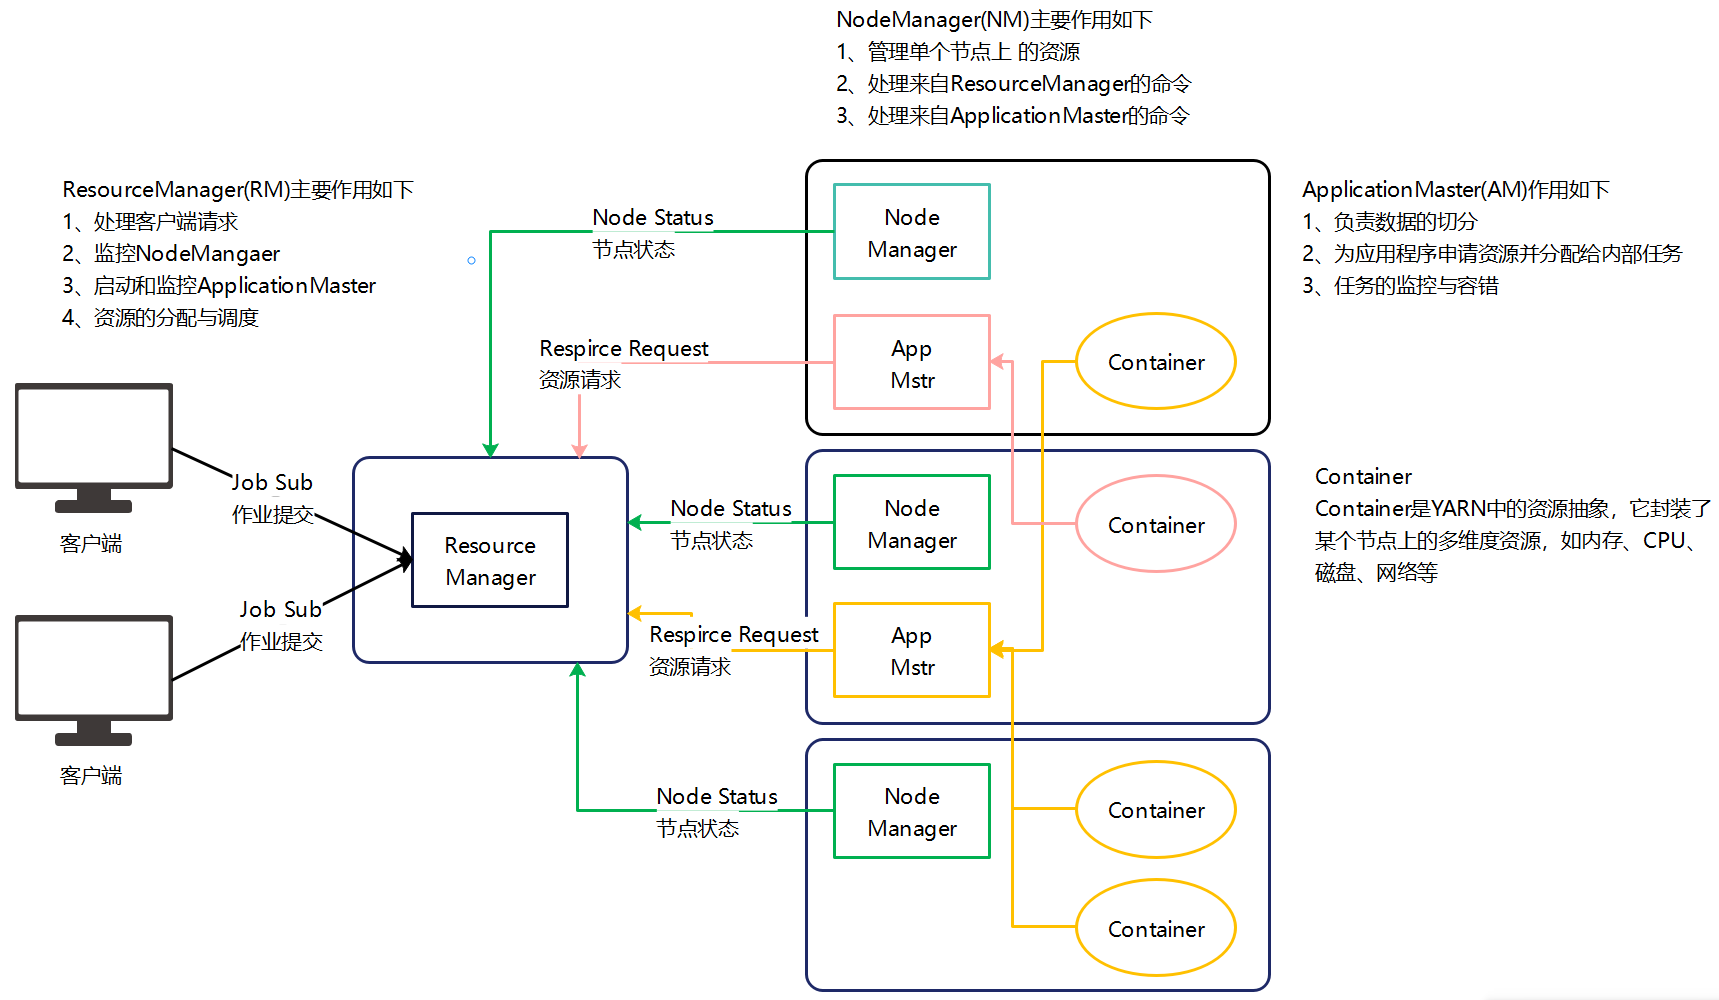 NodeManager(NM)主要作用如下
1、管理单个节点上 的资源
2、处理来自ResourceManager的命令
3、处理来自ApplicationMaster的命令
ResourceManager(RM)主要作用如下
1、处理客户端请求
2、监控NodeMangaer
3、启动和监控ApplicationMaster
4、资源的分配与调度
ApplicationMaster(AM)作用如下
1、负责数据的切分
2、为应用程序申请资源并分配给内部任务
3、任务的监控与容错
Node Status
节点状态
Node
Manager
Respirce Request
资源请求
App
Mstr
Container
客户端
Job Sub
作业提交
Resource
Manager
Node Status
节点状态
Node
Manager
Container
Container
Container是YARN中的资源抽象，它封装了
某个节点上的多维度资源，如内存、CPU、
磁盘、网络等
客户端
Job Sub
作业提交
Respirce Request
资源请求
App
Mstr
Node Status
节点状态
Node
Manager
Container
Container